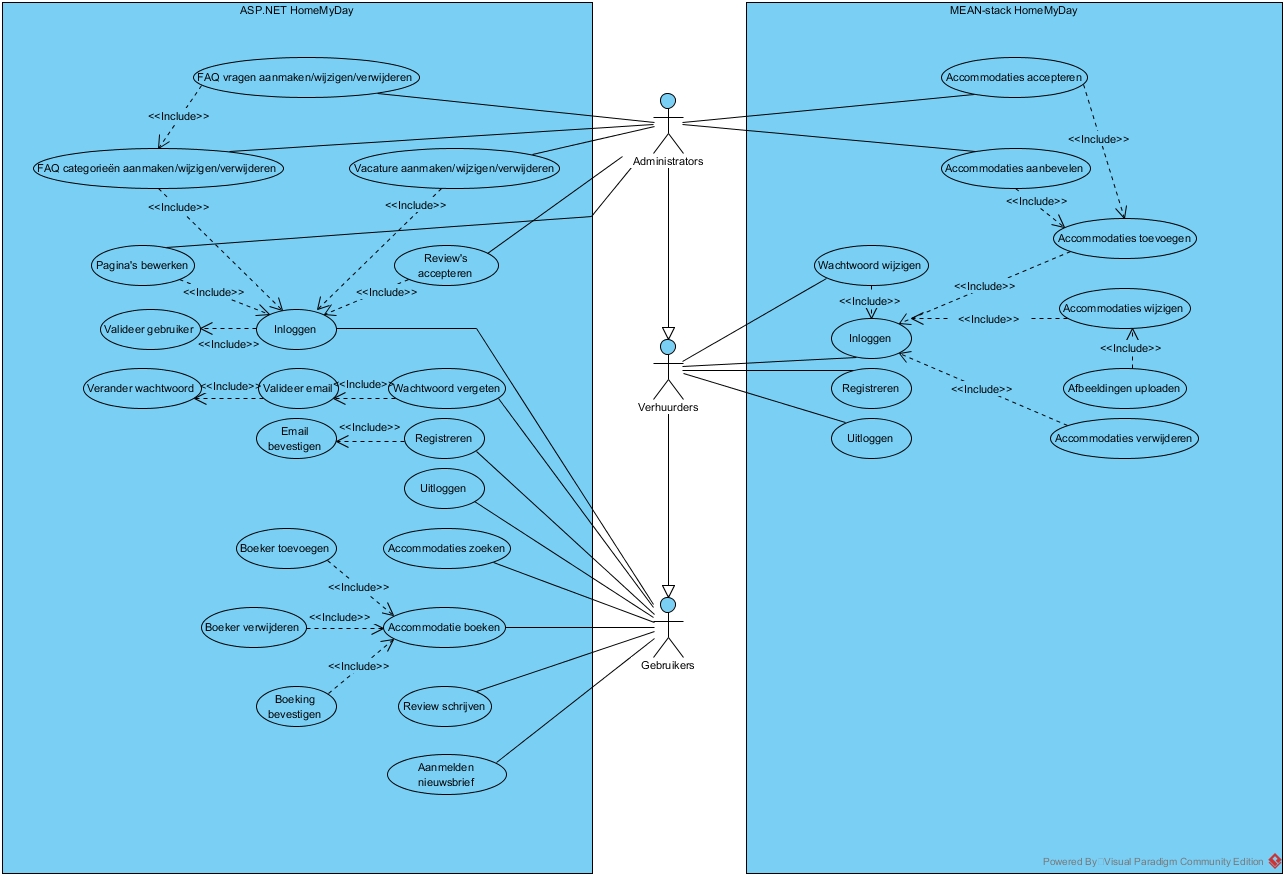 ASP.NET HomeMyDay
FAQ vragen aanmaken/wijzigen/verwijderen
<<Include>>
FAQ categorieën aanmaken/wijzigen/verwijderen
Vacature aanmaken/wijzigen/verwijderen
<<Include>>
<<Include>>
Pagina's bewerken
Review's
accepteren
<<Include>>
<<Include>>
Valideer gebruiker
Inloggen
<<Include>>
Verander wachtwoord
<<Include>>
Valideer email
<<Include>>
Wachtwoord vergeten
Email
bevestigen
<<Include>>
Registreren
Uitloggen
Boeker toevoegen
Accommodaties zoeken
<<Include>>
Boeker verwijderen
<<Include>>
Accommodatie boeken
<<Include>>
Boeking
bevestigen
Review schrijven
Aanmelden
nieuwsbrief
Administrators
Verhuurders
Gebruikers
MEAN-stack HomeMyDay
Accommodaties accepteren
<<Include>>
Accommodaties aanbevelen
<<Include>>
Accommodaties toevoegen
Wachtwoord wijzigen
<<Include>>
<<Include>>
Accommodaties wijzigen
<<Include>>
Inloggen
<<Include>>
Registreren
<<Include>>
Afbeeldingen uploaden
Uitloggen
Accommodaties verwijderen
Powered By Visual Paradigm Community Edition